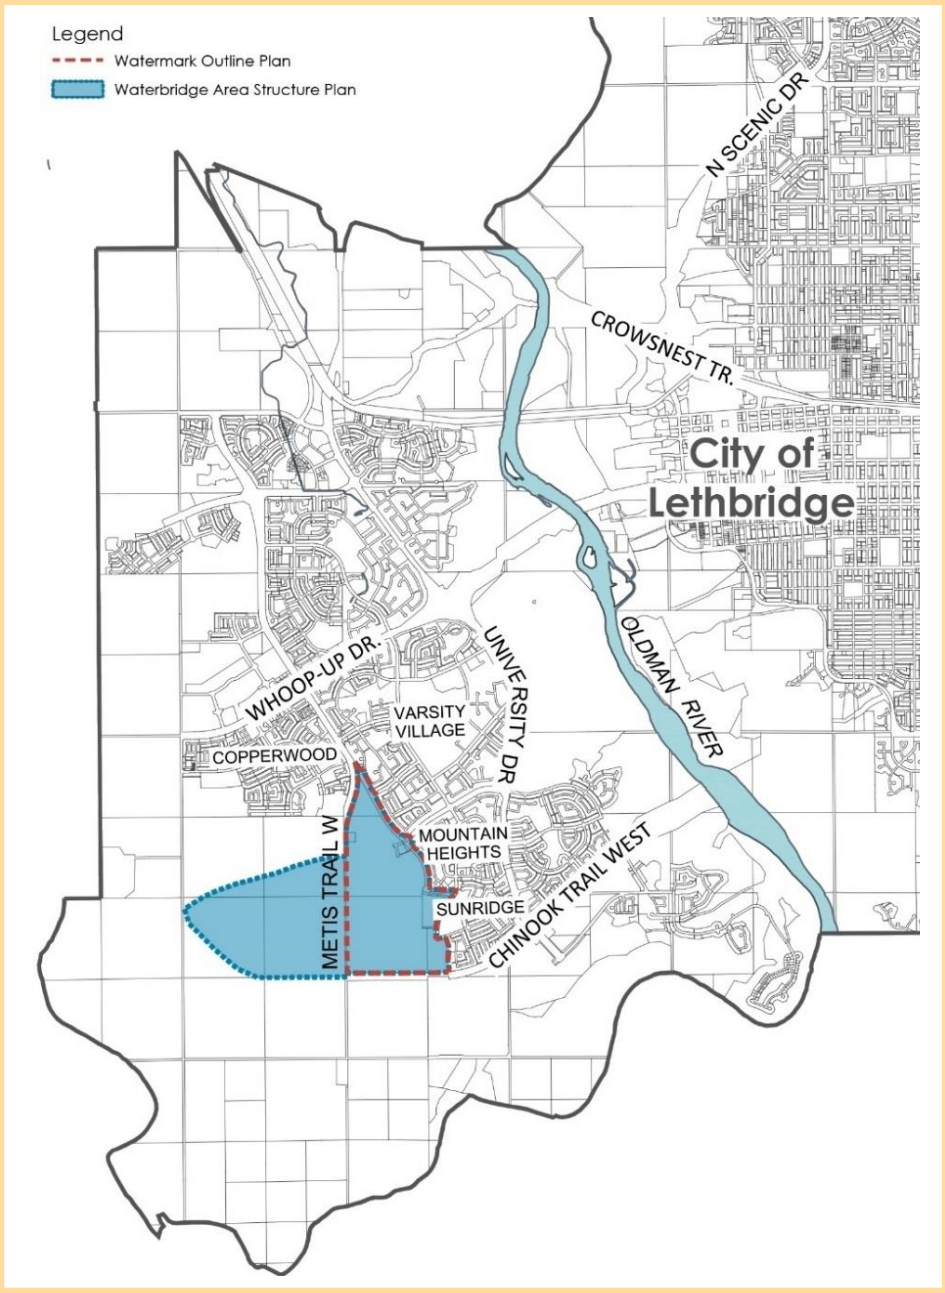 Legend
Watermark Outline Plan
Waterbridge Area Structure Plan
N SCENIC DR
CROWSNEST TR.
City of
Lethbridge
OLDMAN RIVER
UNIVERSITY DR
WHOOP-UP DR.
VARSITY
VILLAGE
COPPERWOOD
METIS TRAIL W
MOUNTAIN
HEIGHTS
SUNRIDGE
CHINOOK TRAIL WEST